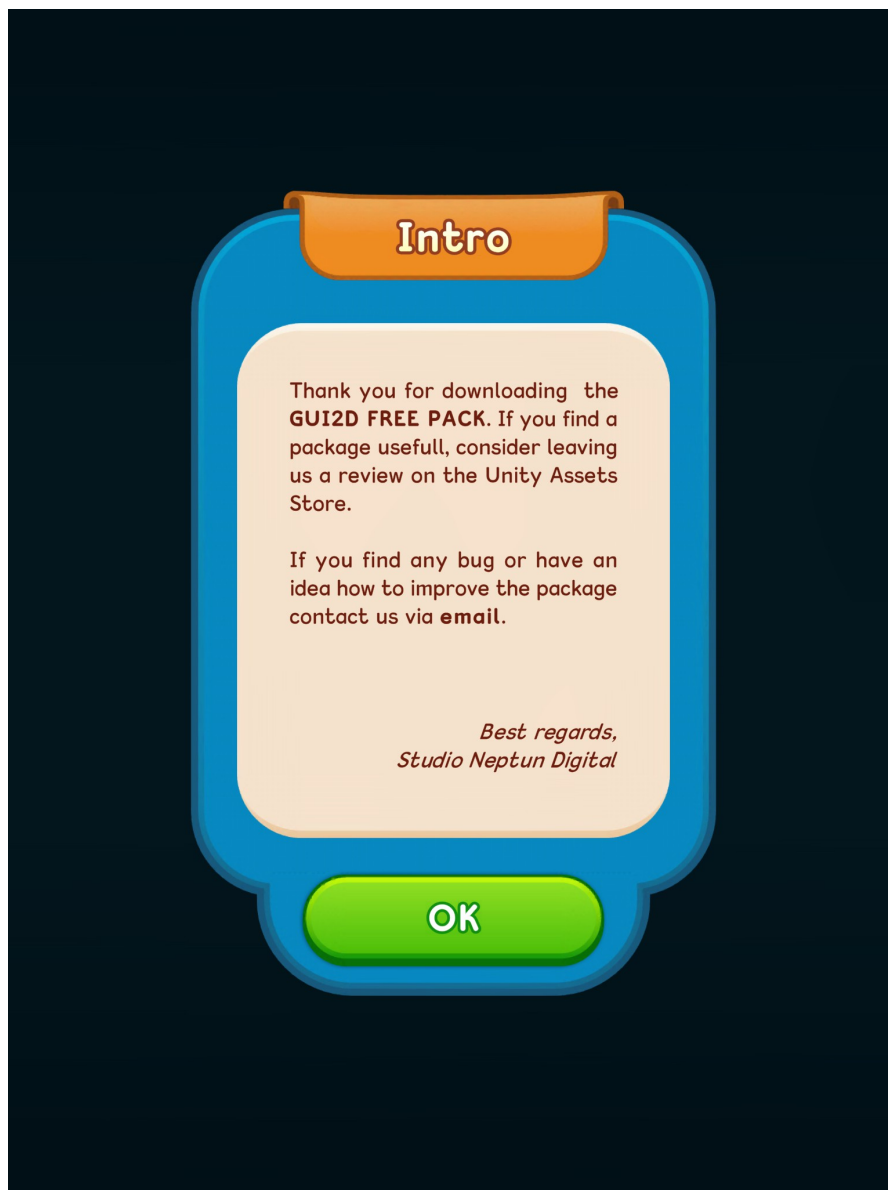 Intro
Thank you for downloading the
GUI2D FREE PACK. If you find a
package usefull, consider leaving
us a review on the Unity Assets
Store.
If you find any bug or have an
idea how to improve the package
contact us via email.
Best regards,
Studio Neptun Digital
OK